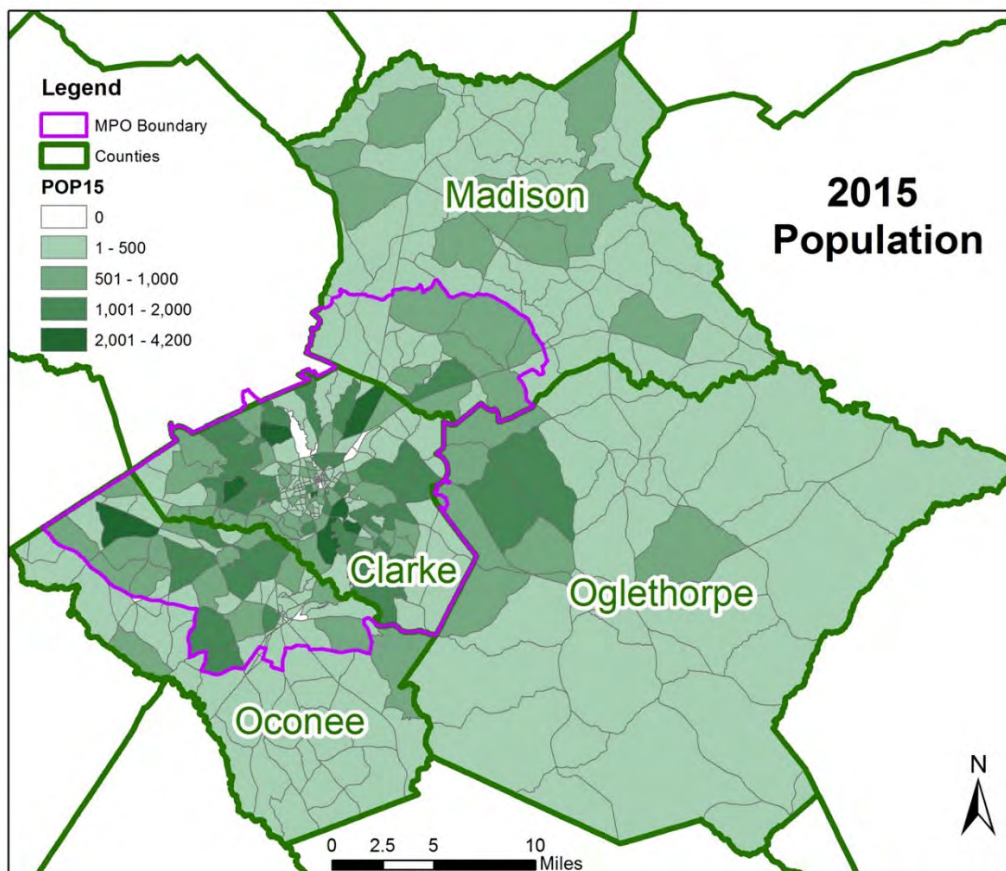 Legend
MPO Boundary
Counties
POP15
0
1 - 500
501 - 1,000
1,001 - 2,000
2,001 - 4,200
2015
Population
Madison
Clarke
Oglethorpe
Oconee
N
0 2.5 5 10
Miles